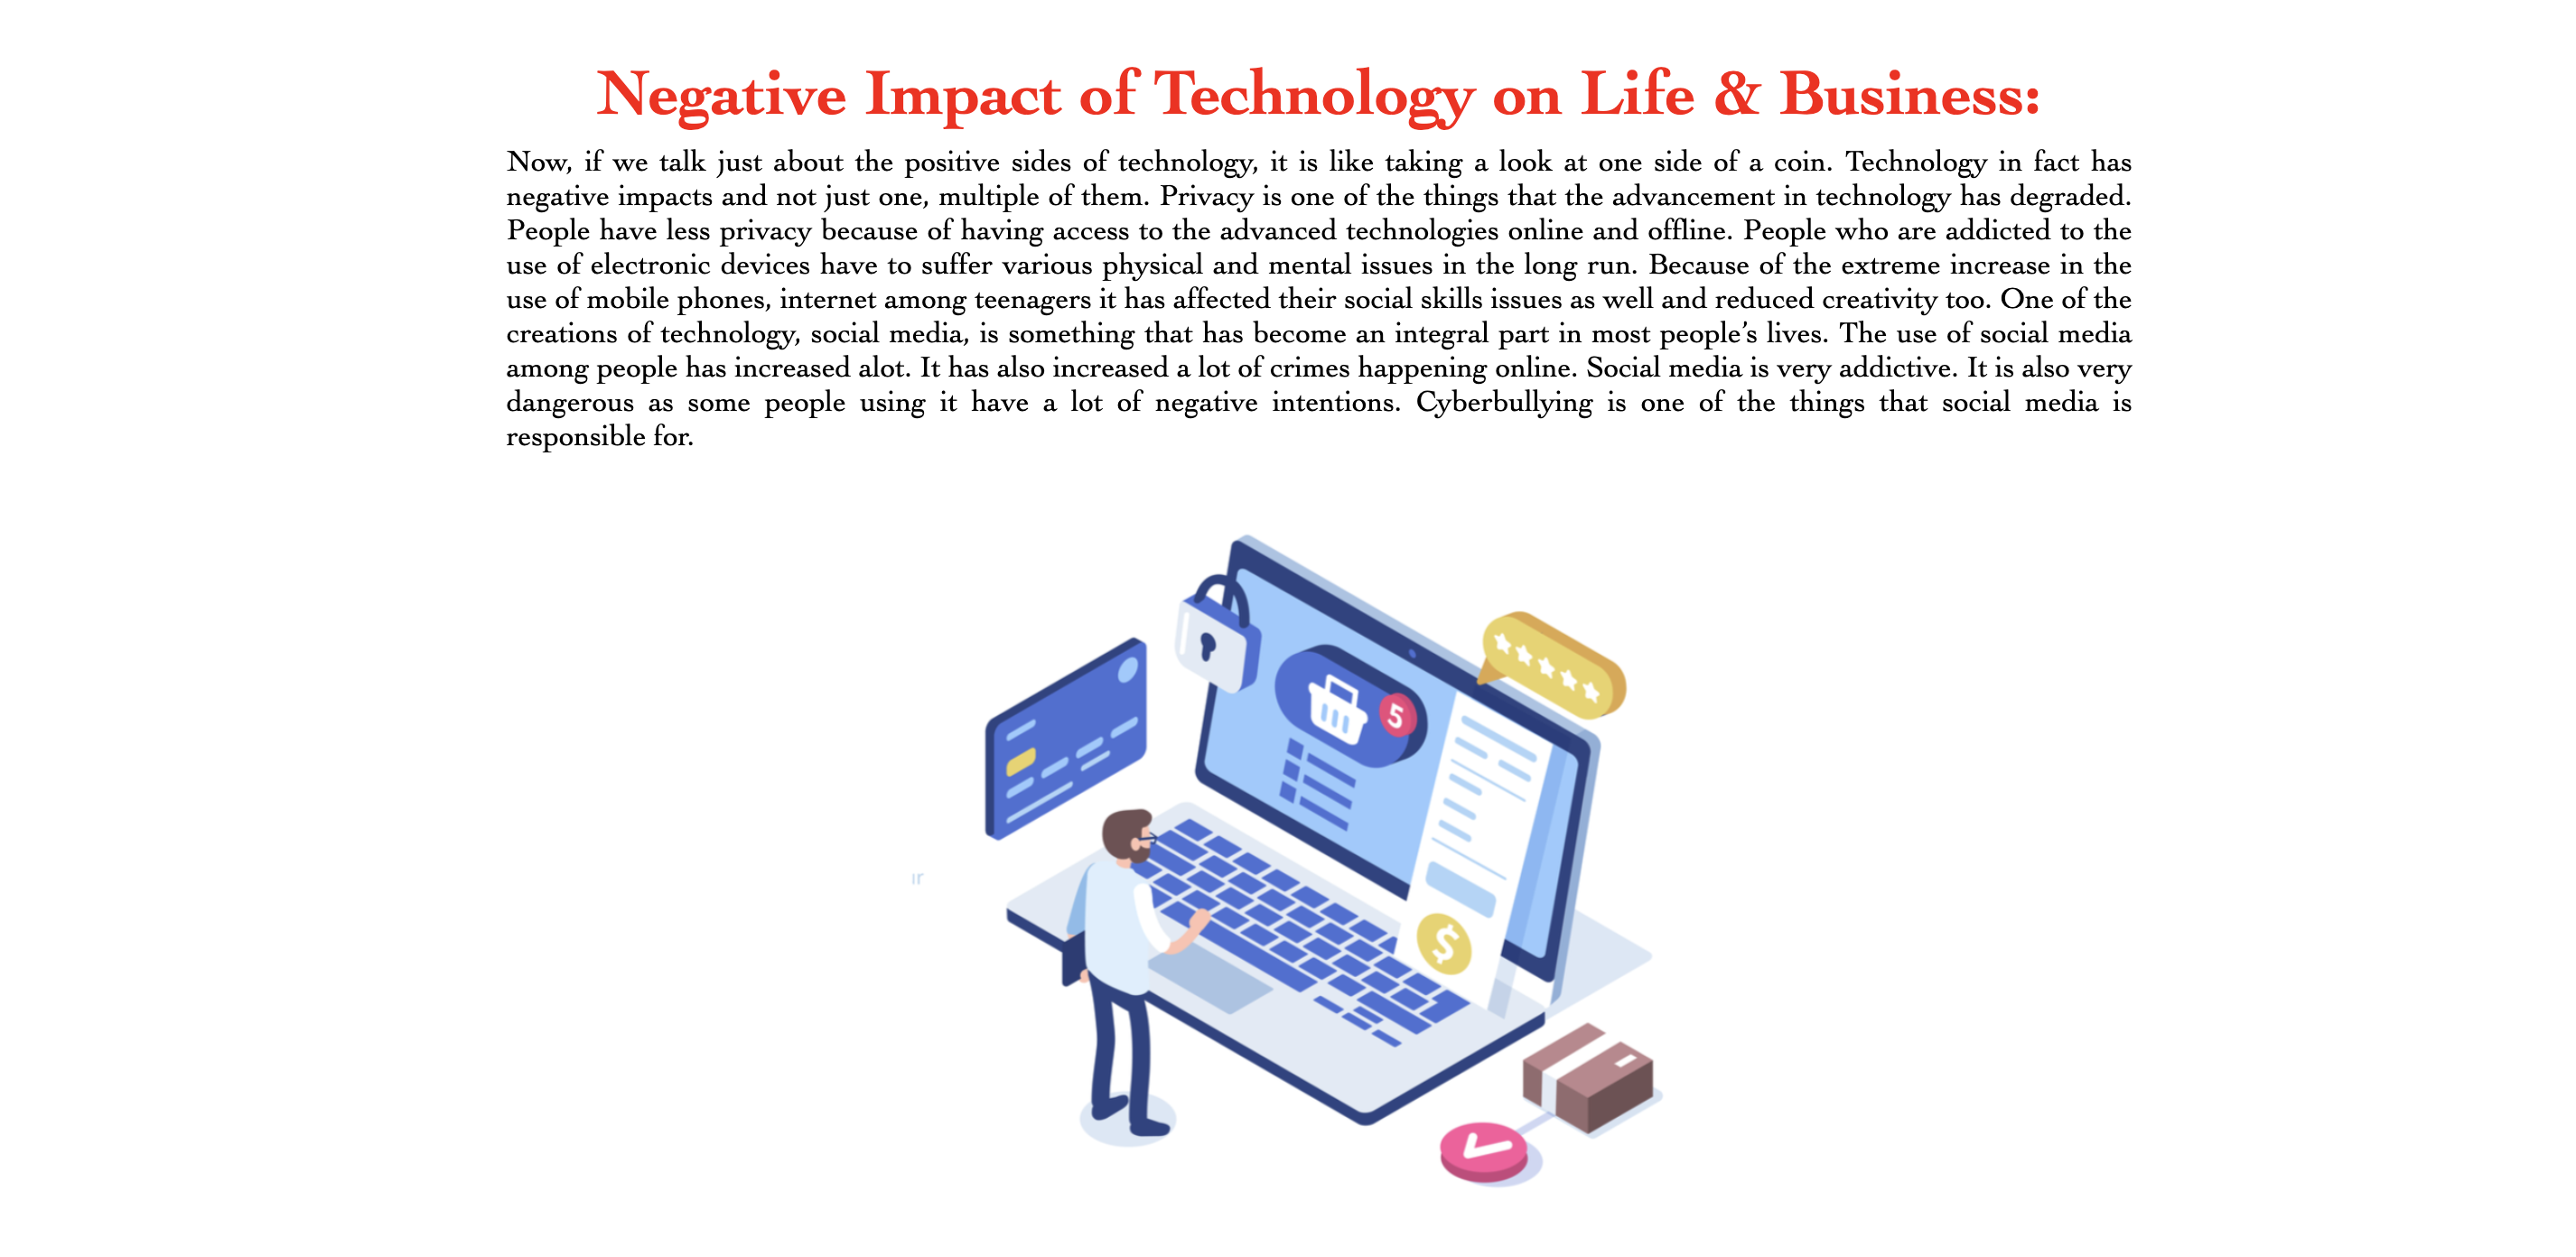 Negative Impact of Technology on Life & Business:
Now, if we talk just about the positive sides of technology, it is like taking a look at one side of a coin. Technology in fact has
negative impacts and not just one, multiple of them. Privacy is one of the things that the advancement in technology has degraded.
People have less privacy because of having access to the advanced technologies online and offline. People who are addicted to the
use of electronic devices have to suffer various physical and mental issues in the long run. Because of the extreme increase in the
use of mobile phones, internet among teenagers it has affected their social skills issues as well and reduced creativity too. One of the
creations of technology, social media, is something that has become an integral part in most people’s lives. The use of social media
among people has increased alot. It has also increased a lot of crimes happening online. Social media is very addictive. It is also very
dangerous as some people using it have a lot of negative intentions. Cyberbullying is one of the things that social media is
responsible for.
5
$